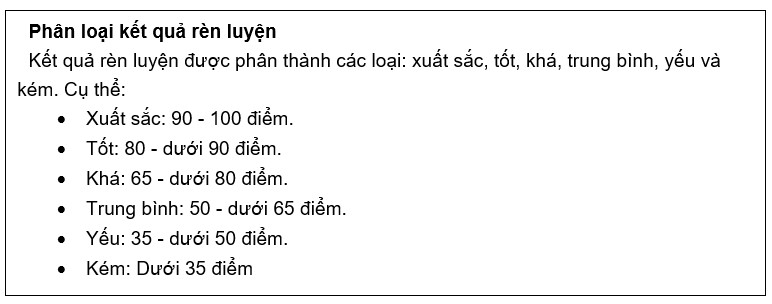 Phân loại kết quả rèn luyện
Kết quả rèn luyện được phân thành các loại: xuất sắc, tốt, khá, trung bình, yếu và
kém. Cụ thể:
• Xuất sắc: 90 - 100 điểm.
• Tốt: 80 - dưới 90 điểm.
• Khá: 65 - dưới 80 điểm.
• Trung bình: 50 - dưới 65 điểm.
• Yếu: 35 - dưới 50 điểm.
• Kém: Dưới 35 điểm